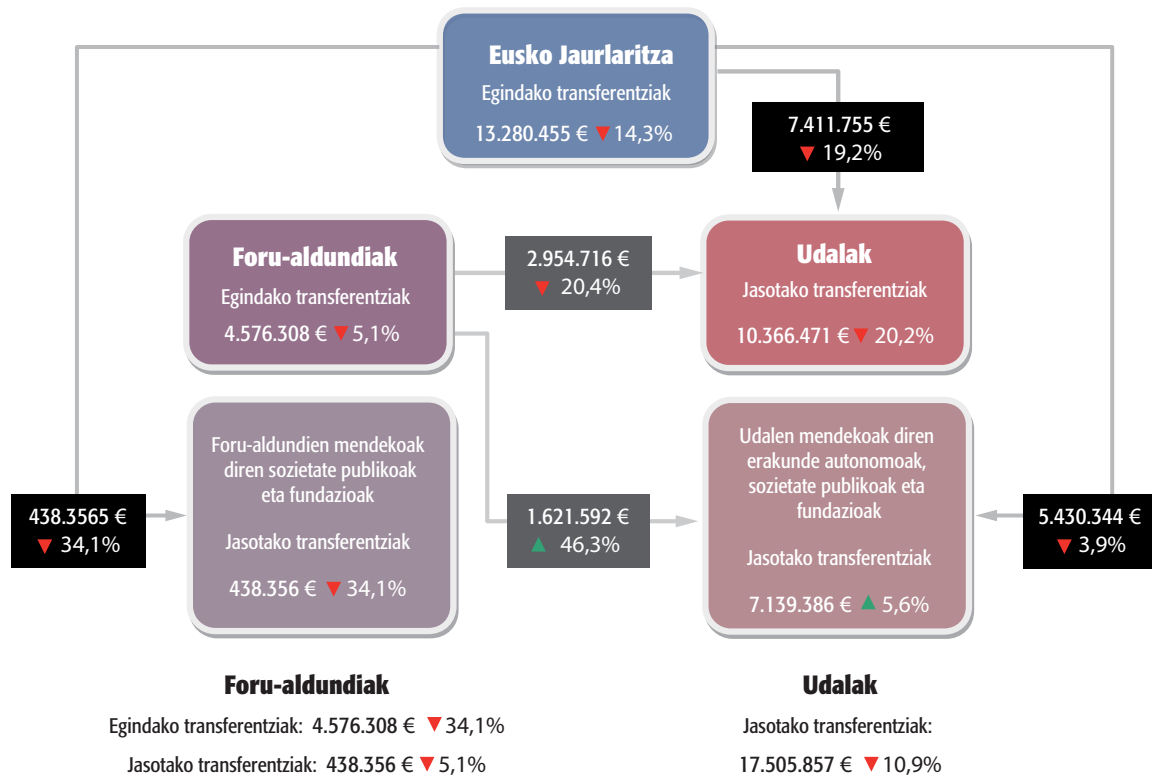 Eusko Jaurlaritza
Egindako transferentziak
13.280.455 € ▼ 14,3%
7.411.755 €
▼ 19,2%
Foru-aldundiak
Egindako transferentziak
4.576.308 € ▼ 5,1%
2.954.716 €
▼ 20,4%
Udalak
Jasotako transferentziak
10.366.471 € ▼ 20,2%
438.3565 €
▼ 34,1%
Foru-aldundien mendekoak
diren sozietate publikoak
eta fundazioak
Jasotako transferentziak
438.356 € ▼ 34,1%
1.621.592 €
▲ 46,3%
Udalen mendekoak diren
erakunde autonomoak,
sozietate publikoak eta
fundazioak
Jasotako transferentziak
7.139.386 € ▲ 5,6%
5.430.344 €
▼ 3,9%
Foru-aldundiak
Egindako transferentziak: 4.576.308 € ▼ 34,1%
Jasotako transferentziak: 438.356 € ▼ 5,1%
Udalak
Jasotako transferentziak:
17.505.857 € ▼ 10,9%